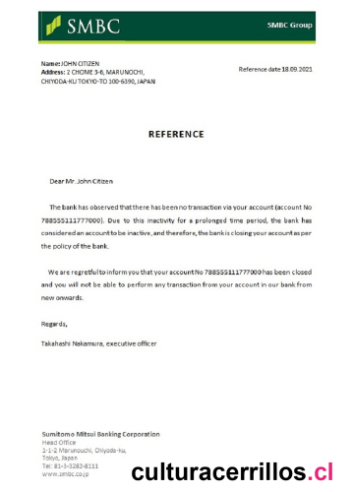 SMBC
SMBC Group
Name: JOHN CITIZEN
Address: 2 CHOME 3-6, MARUNOCHI,
CHIYODA-KU TOKYO-TO 100-6390, JAPAN
Reference date 18.09.2021
REFERENCE
Dear Mr. John Citizen
The bank has observed that there has been no transaction via your account (account No
788555111777000). Due to this inactivity for a prolonged time period, the bank has
considered an account to be inactive, and therefore, the bank is closing your account as per
the policy of the bank.
We are regretful to inform you that your account No 788555111777000 has been closed
and you will not be able to perform any transaction from your account in our bank from
now onwards.
Regards,
Takahashi Nakamura, executive officer
Sumitomo Mitsui Banking Corporation
Head Office
1-1-2 Marunouchi, Chiyoda-ku,
Tokyo, Japan
Tel: 81-3-3282-8111
www.smbc.co.jp
culturacerrillos.cl